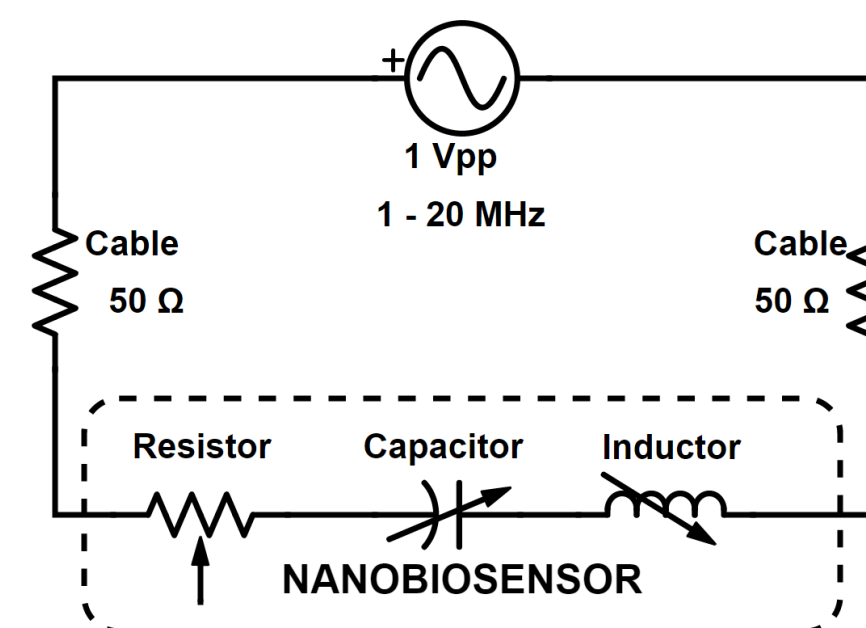 +
1 Vpp
1 - 20 MHz
Cable
50 Ω
Cable
50 Ω
Resistor
Capacitor
Inductor
NANOBIOSENSOR